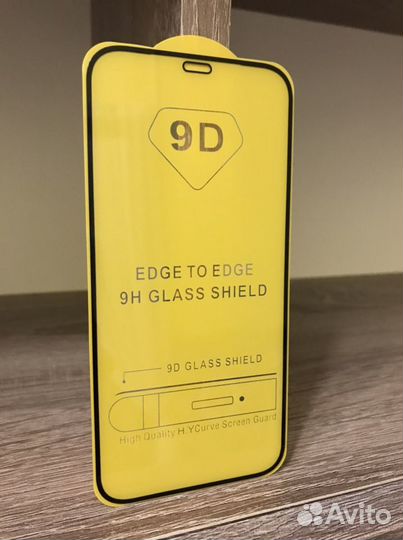 9D
EDGE TO EDGE
9H GLASS SHIELD
9D GLASS SHIELD
High Quality H.YCurve Screen Guard
Avito